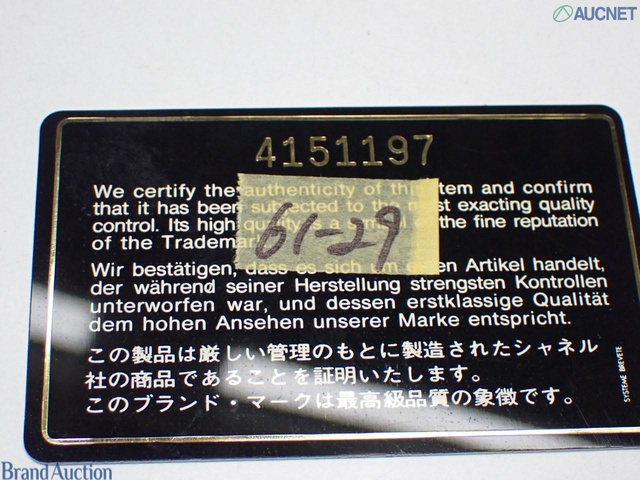 AUCNET
4151197
We certify the authenticity of this item and confirm
that it has been subjected to the most exacting quality
control. Its high quality is a symbol of the fine reputation
of the Trademark
61-29
Wir bestätigen, dass es sich um einen Artikel handelt,
der während seiner Herstellung strengsten Kontrollen
unterworfen war, und dessen erstklassige Qualität
dem hohen Ansehen unserer Marke entspricht.
この製品は厳しい管理のもとに製造されたシャネル
社の商品であることを証明いたします。
このブランド・マークは最高級品質の象徴です。
SYSTEME BREVETE
Brand Auction